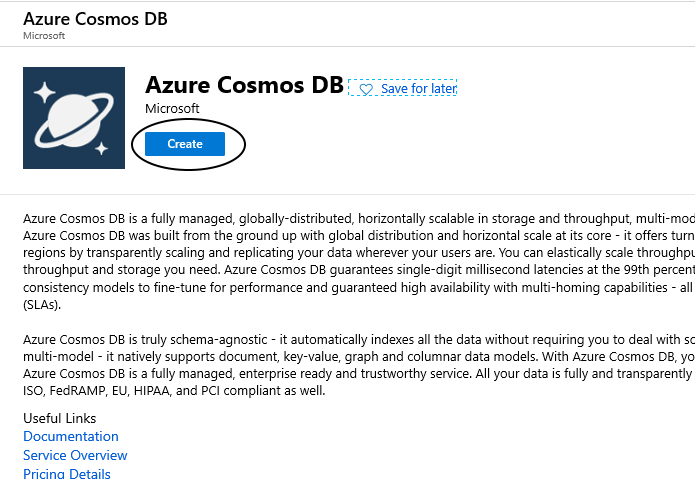 Azure Cosmos DB
Microsoft
Azure Cosmos DB
Save for later
Microsoft
Create
Azure Cosmos DB is a fully managed, globally-distributed, horizontally scalable in storage and throughput, multi-mod
Azure Cosmos DB was built from the ground up with global distribution and horizontal scale at its core - it offers turn
regions by transparently scaling and replicating your data wherever your users are. You can elastically scale throughpu
throughput and storage you need. Azure Cosmos DB guarantees single-digit millisecond latencies at the 99th percent
consistency models to fine-tune for performance and guaranteed high availability with multi-homing capabilities - all
(SLAs).
Azure Cosmos DB is truly schema-agnostic - it automatically indexes all the data without requiring you to deal with sc
multi-model - it natively supports document, key-value, graph and columnar data models. With Azure Cosmos DB, yo
Azure Cosmos DB is a fully managed, enterprise ready and trustworthy service. All your data is fully and transparently
ISO, FedRAMP, EU, HIPAA, and PCI compliant as well.
Useful Links
Documentation
Service Overview
Pricing Details